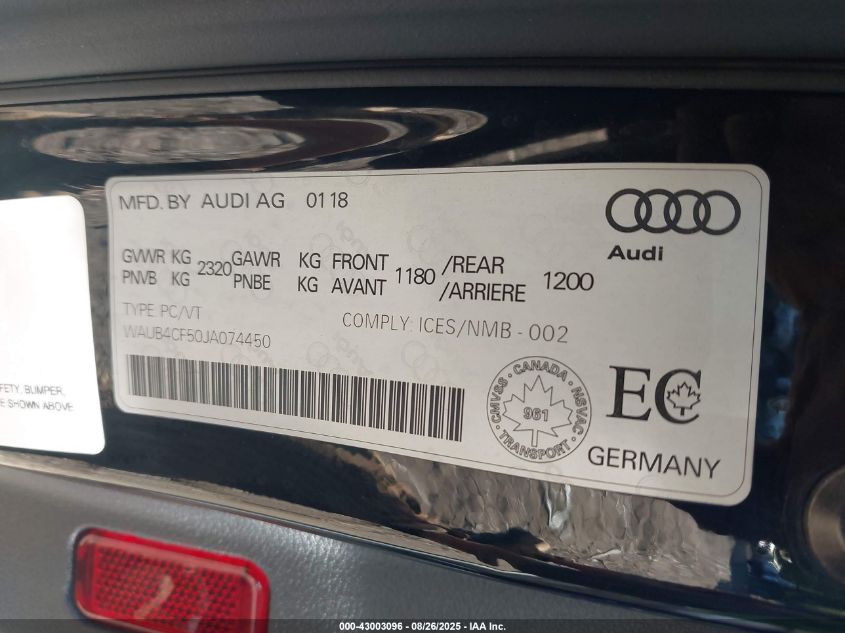 MFD. BY AUDI AG 01 18
Audi
GVWR KG 2320 GAWR KG FRONT 1180 /REAR 1200
PNVB KG PNBE KG AVANT /ARRIERE
TYPE PC/VT
WAUB4CF50JA074450
COMPLY: ICES/NMB - 002
CMVSS · CANADA · NSVAC · TRANSPORT
961
EC
GERMANY
FETY, BUMPER,
E SHOWN ABOVE
000-43003096 - 08/26/2025 - IAA Inc.